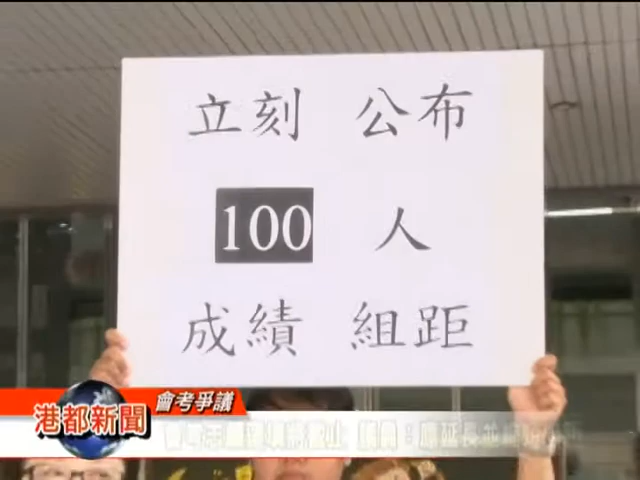 立刻 公布
100 人
成績 組距
會考爭議
港都新聞